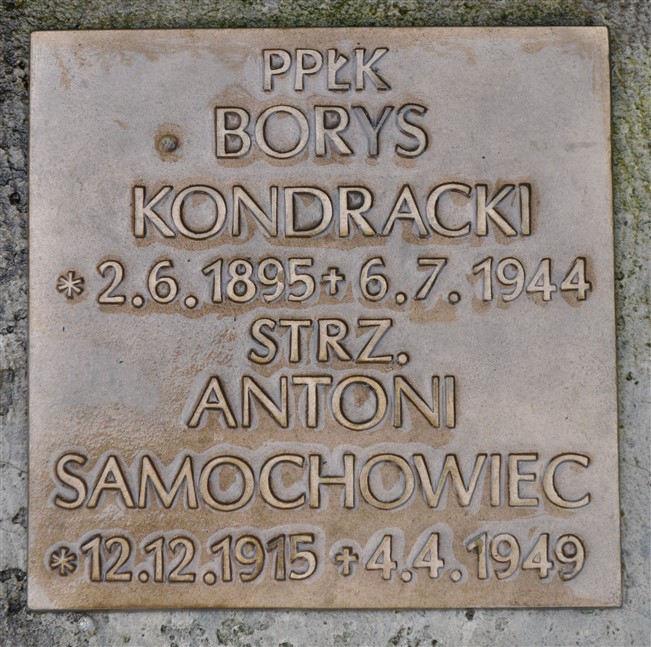 PPŁK
BORYS
KONDRACKI
* 2.6.1895 + 6.7.1944
STRZ.
ANTONI
SAMOCHOWIEC
* 12.12.1915 + 4.4.1949